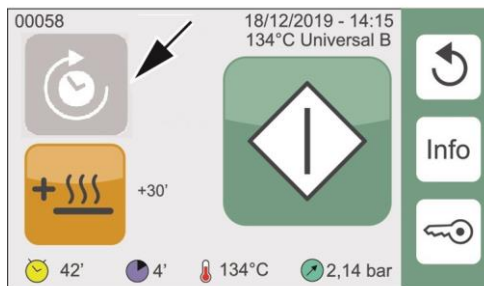 00058
18/12/2019 - 14:15
134°C Universal B
Info
+30'
42'
4'
134°C
2,14 bar